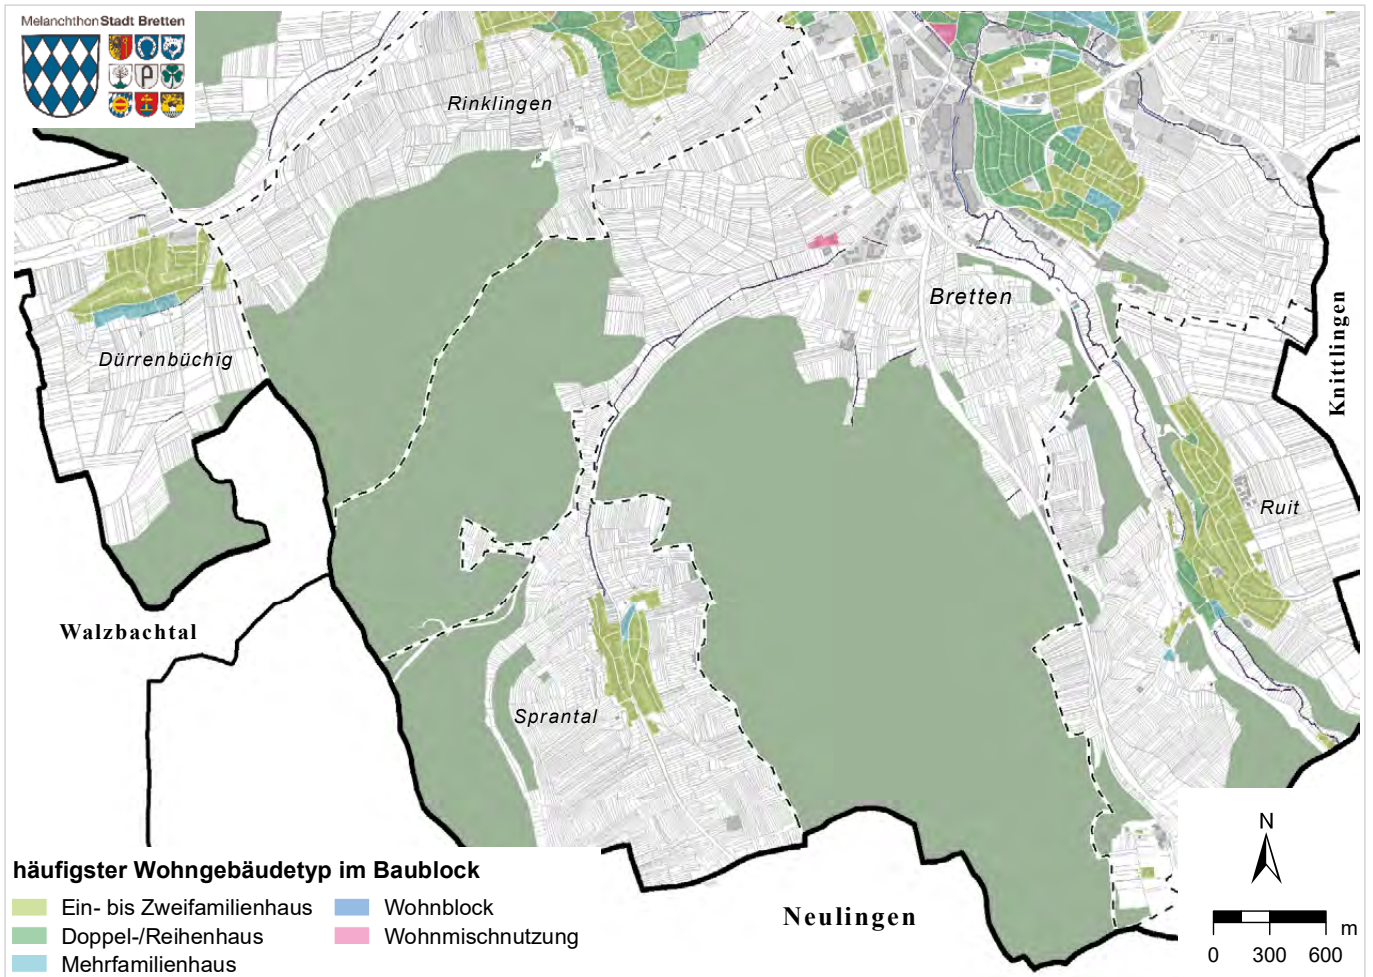 Melanchthon Stadt Bretten
Rinklingen
Bretten
Knittlingen
Dürrenbüchig
Ruit
Walzbachtal
Sprantal
Neulingen
häufigster Wohngebäudetyp im Baublock
Ein- bis Zweifamilienhaus
Doppel-/Reihenhaus
Mehrfamilienhaus
Wohnblock
Wohnmischnutzung
N
m
0 300 600